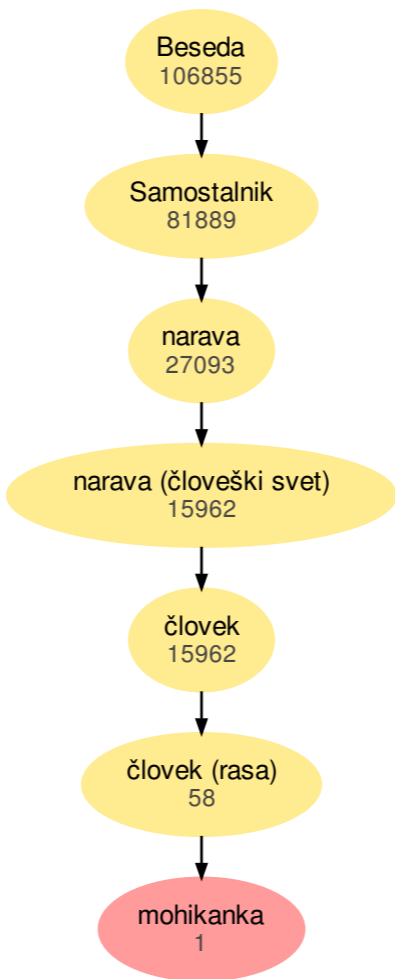 Beseda
106855
Samostalnik
81889
narava
27093
narava (človeški svet)
15962
človek
15962
človek (rasa)
58
mohikanka
1